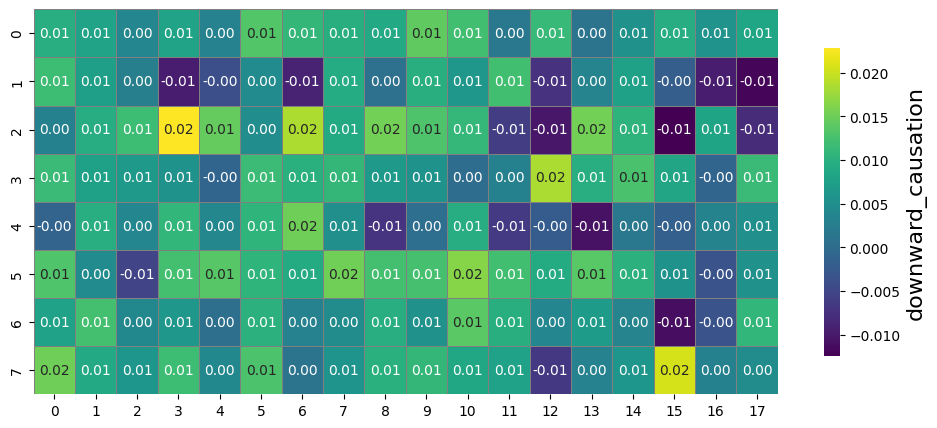 0 0.01 0.01 0.00 0.01 0.00 0.01 0.01 0.01 0.01 0.01 0.01 0.00 0.01 0.00 0.01 0.01 0.01 0.01
1 0.01 0.01 0.00 -0.01 -0.00 0.00 -0.01 0.01 0.00 0.01 0.01 0.01 -0.01 0.01 0.01 -0.00 -0.01 -0.01
2 0.00 0.01 0.01 0.02 0.01 0.00 0.02 0.01 0.02 0.01 0.01 -0.01 -0.01 0.02 0.01 -0.01 0.01 -0.01
3 0.01 0.01 0.01 0.01 -0.00 0.01 0.01 0.01 0.01 0.01 0.00 0.00 0.02 0.01 0.01 0.01 -0.00 0.01
4 -0.00 0.01 0.00 0.01 0.00 0.01 0.02 0.01 -0.01 0.00 0.01 -0.01 -0.00 -0.01 0.00 -0.00 0.00 0.01
5 0.01 0.00 -0.01 0.01 0.01 0.01 0.01 0.02 0.01 0.01 0.02 0.01 0.01 0.01 0.01 0.01 -0.00 0.01
6 0.01 0.01 0.00 0.01 0.00 0.01 0.00 0.00 0.01 0.01 0.01 0.01 0.00 0.01 0.00 -0.01 -0.00 0.01
7 0.02 0.01 0.01 0.01 0.00 0.01 0.00 0.01 0.01 0.01 0.01 0.01 -0.01 0.00 0.01 0.02 0.00 0.00
0 1 2 3 4 5 6 7 8 9 10 11 12 13 14 15 16 17
0.020
0.015
0.010
0.005
0.000
−0.005
−0.010
downward_causation